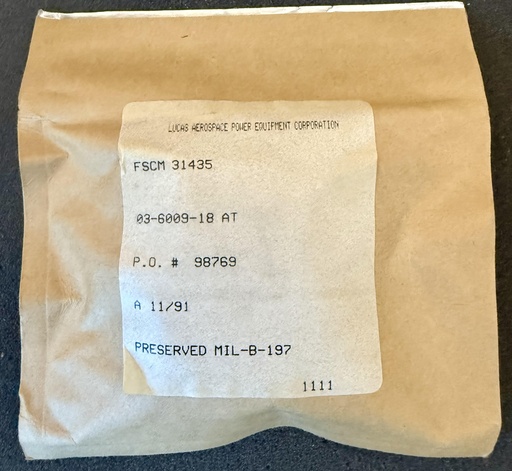 LUCAS AEROSPACE POWER EQUIPMENT CORPORATION
FSCM 31435
03-6009-18 AT
P.O. # 98769
A 11/91
PRESERVED MIL-B-197
1111